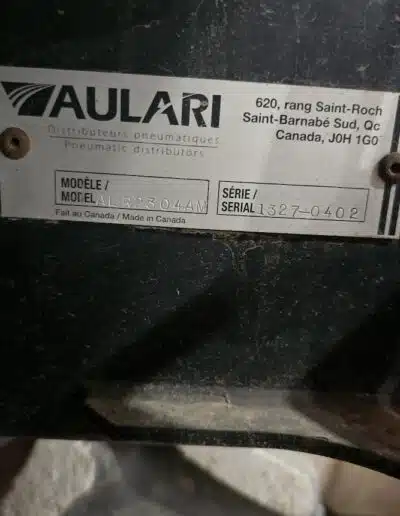 AULARI
Distributeurs pneumatiques
Pneumatic distributors
620, rang Saint-Roch
Saint-Barnabé Sud, Qc
Canada, J0H 1G0
MODÈLE /
MODEL
SÉRIE /
SERIAL 1327-0402
Fait au Canada / Made in Canada